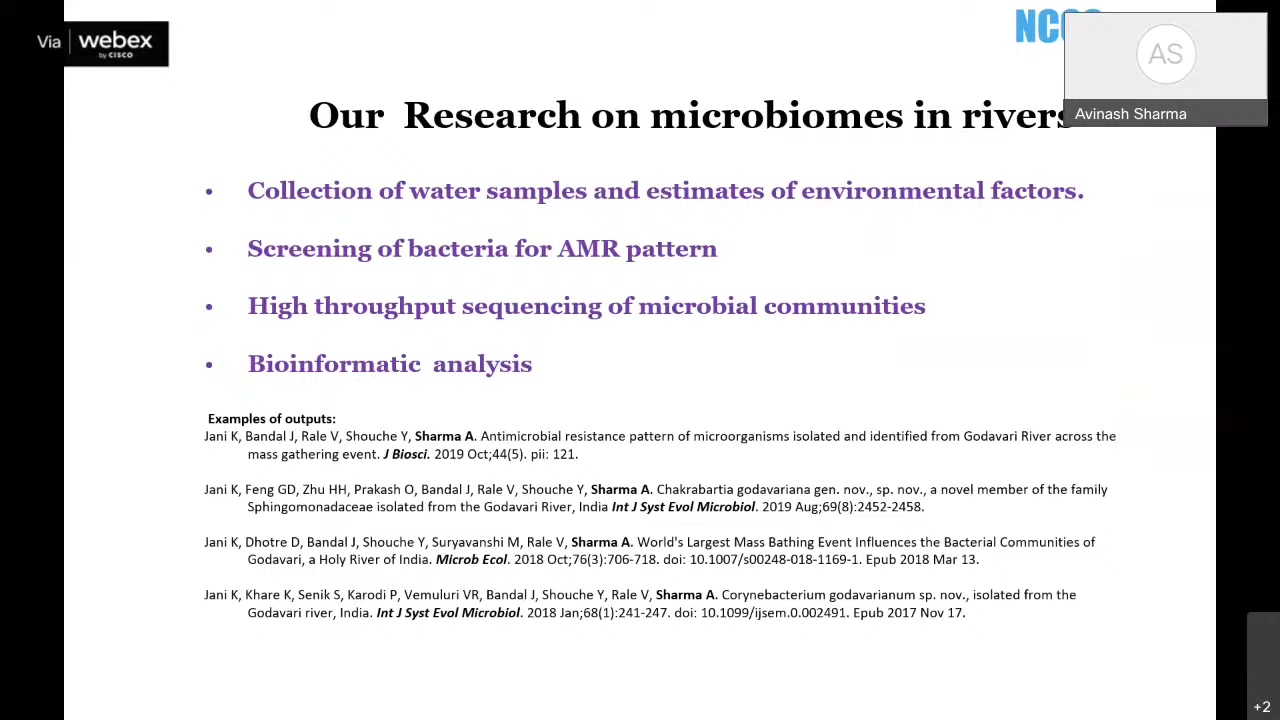 Via webex
by CISCO
AS
Avinash Sharma
Our Research on microbiomes in rivers
• Collection of water samples and estimates of environmental factors.
• Screening of bacteria for AMR pattern
• High throughput sequencing of microbial communities
• Bioinformatic analysis
Examples of outputs:
Jani K, Bandal J, Rale V, Shouche Y, Sharma A. Antimicrobial resistance pattern of microorganisms isolated and identified from Godavari River across the
mass gathering event. J Biosci. 2019 Oct;44(5). pii: 121.
Jani K, Feng GD, Zhu HH, Prakash O, Bandal J, Rale V, Shouche Y, Sharma A. Chakrabartia godavariana gen. nov., sp. nov., a novel member of the family
Sphingomonadaceae isolated from the Godavari River, India Int J Syst Evol Microbiol. 2019 Aug;69(8):2452-2458.
Jani K, Dhotre D, Bandal J, Shouche Y, Suryavanshi M, Rale V, Sharma A. World's Largest Mass Bathing Event Influences the Bacterial Communities of
Godavari, a Holy River of India. Microb Ecol. 2018 Oct;76(3):706-718. doi: 10.1007/s00248-018-1169-1. Epub 2018 Mar 13.
Jani K, Khare K, Senik S, Karodi P, Vemuluri VR, Bandal J, Shouche Y, Rale V, Sharma A. Corynebacterium godavarianum sp. nov., isolated from the
Godavari river, India. Int J Syst Evol Microbiol. 2018 Jan;68(1):241-247. doi: 10.1099/ijsem.0.002491. Epub 2017 Nov 17.
+2